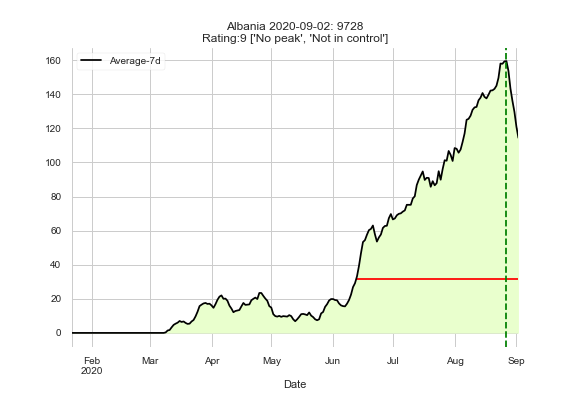 Albania 2020-09-02: 9728
Rating:9 ['No peak', 'Not in control']
Average-7d
160
140
120
100
80
60
40
20
0
Feb Mar Apr May Jun Jul Aug Sep
2020
Date